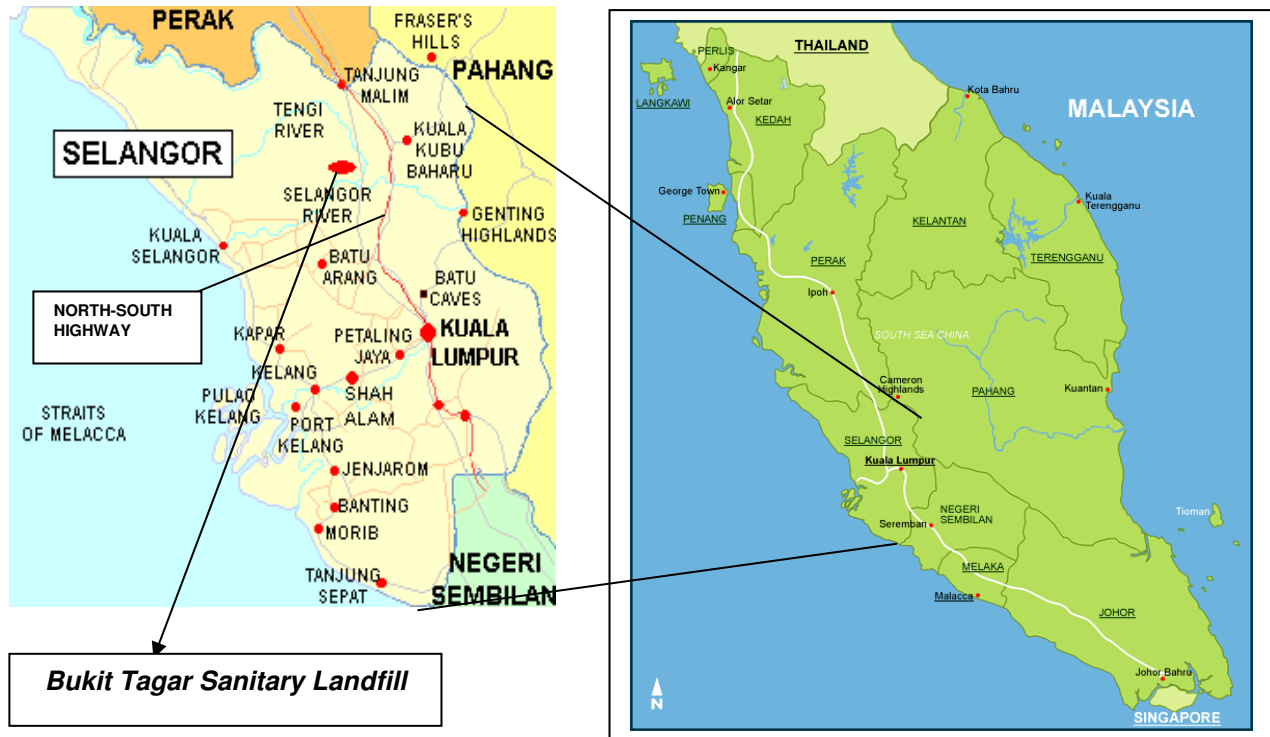 PERAK
FRASER'S
HILLS
PAHANG
TANJUNG
MALIM
TENGI
RIVER
KUALA
KUBU
BAHARU
SELANGOR
SELANGOR
RIVER
GENTING
HIGHLANDS
KUALA
SELANGOR
BATU
ARANG
BATU
CAVES
NORTH-SOUTH
HIGHWAY
KAPAR
PETALING
JAYA
KUALA
LUMPUR
KELANG
PULAO
KELANG
SHAH
ALAM
STRAITS
OF MELACCA
PORT
KELANG
JENJAROM
BANTING
MORIB
TANJUNG
SEPAT
NEGERI
SEMBILAN
Bukit Tagar Sanitary Landfill
THAILAND
PERLIS
Kangar
LANGKAWI
Alor Setar
KEDAH
Kota Bahru
MALAYSIA
George Town
PENANG
Kuala
Terengganu
KELANTAN
PERAK
TERENGGANU
Ipoh
SOUTH SEA CHINA
Cameron
Highlands
PAHANG
Kuantan
SELANGOR
Kuala Lumpur
NEGERI
SEMBILAN
Seremban
Tioman
MELAKA
Malacca
JOHOR
Johor Bahru
SINGAPORE
N